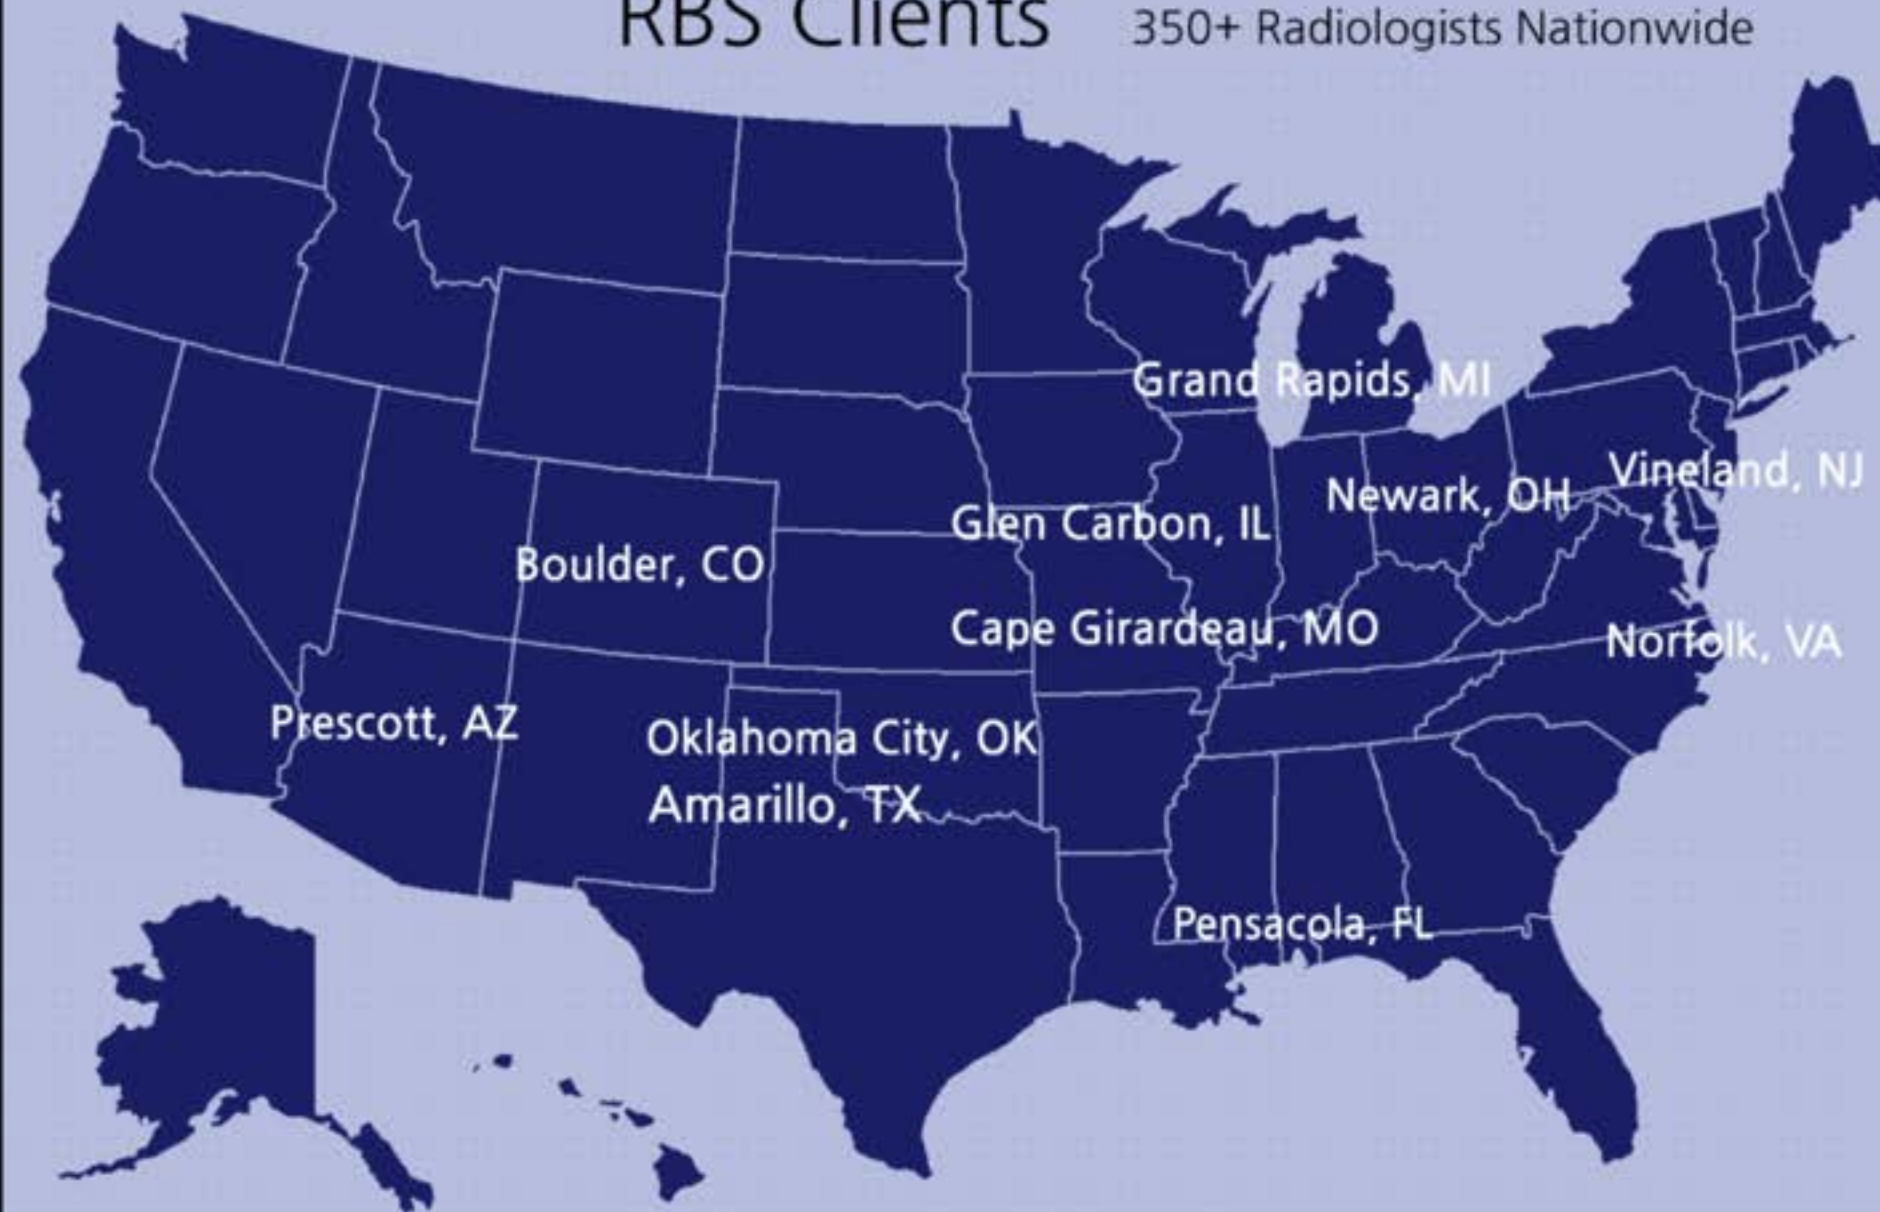 RBS Clients
350+ Radiologists Nationwide
Grand Rapids, MI
Vineland, NJ
Newark, OH
Glen Carbon, IL
Boulder, CO
Cape Girardeau, MO
Norfolk, VA
Prescott, AZ
Oklahoma City, OK
Amarillo, TX
Pensacola, FL